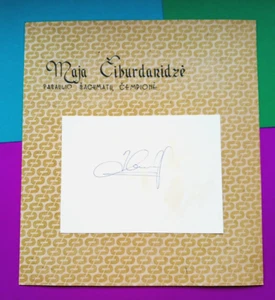 Maja Čiburdanidzė
PASAULIO ŠACHMATŲ ČEMPIONĖ